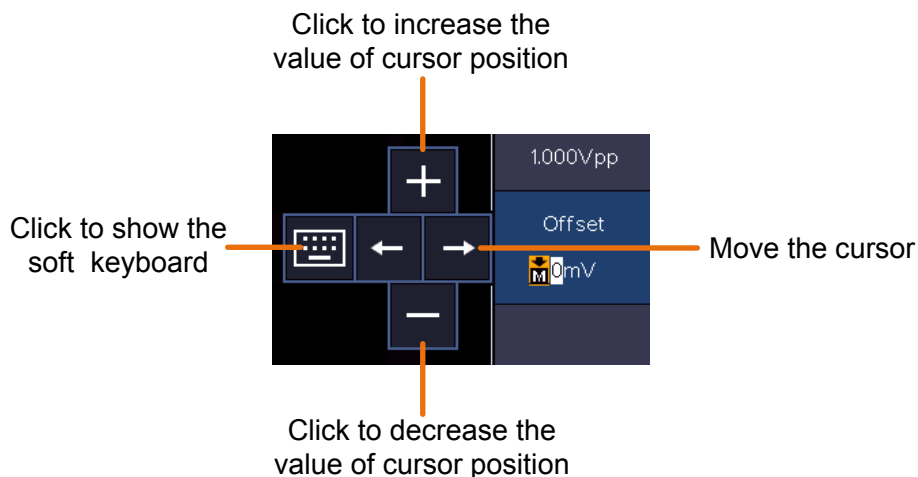 Click to increase the
value of cursor position
1.000Vpp
Offset
M 0mV
Click to show the
soft keyboard
Move the cursor
Click to decrease the
value of cursor position